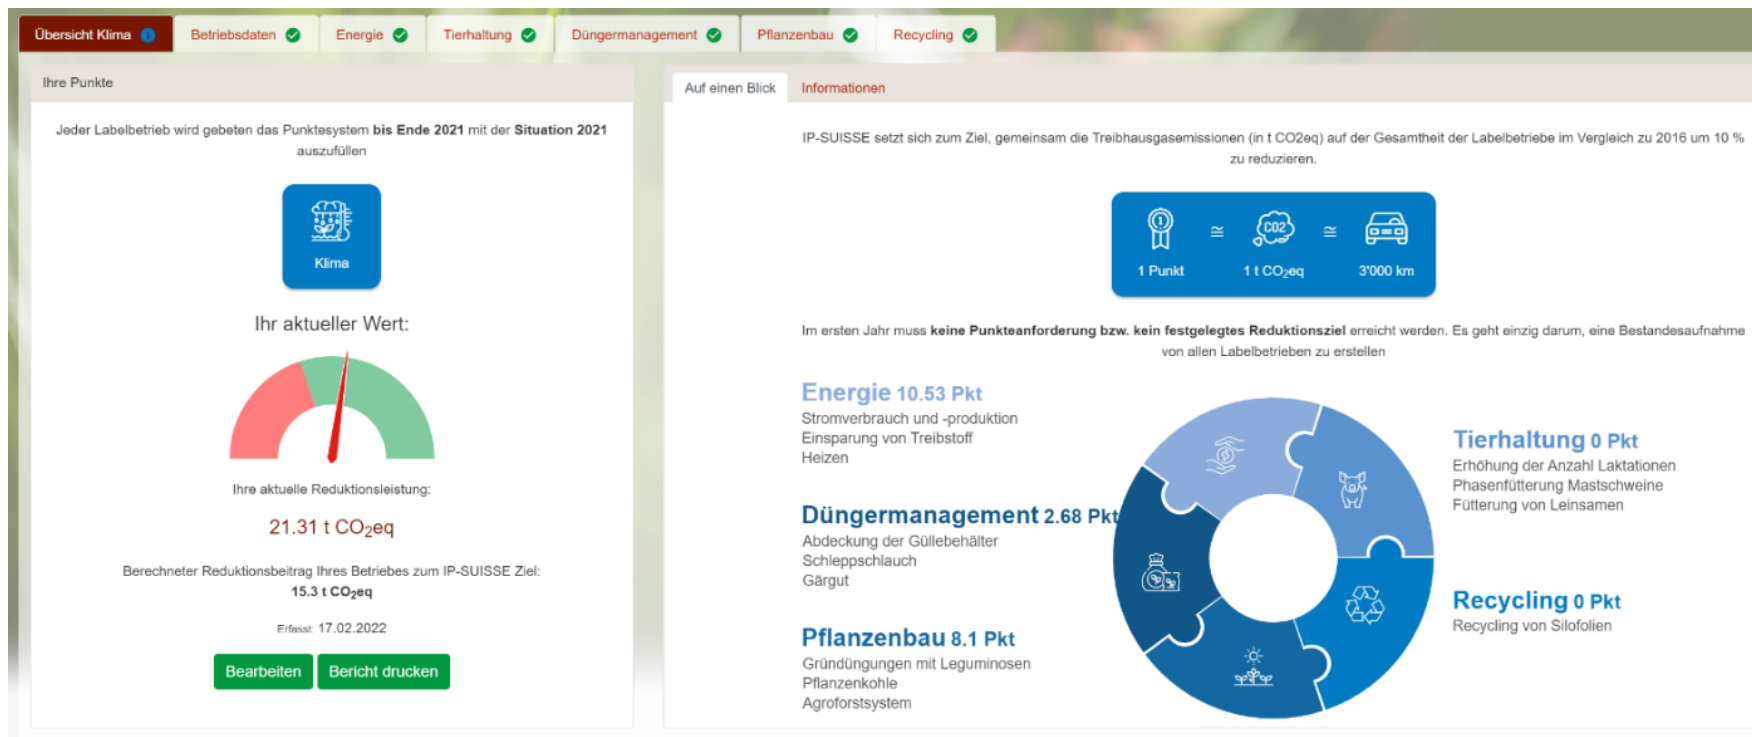 Übersicht Klima
Betriebsdaten
Energie
Tierhaltung
Düngermanagement
Pflanzenbau
Recycling
Ihre Punkte
Jeder Labelbetrieb wird gebeten das Punktesystem bis Ende 2021 mit der Situation 2021
auszufüllen
Klima
Ihr aktueller Wert:
Ihre aktuelle Reduktionsleistung:
21.31 t CO₂eq
Berechneter Reduktionsbeitrag Ihres Betriebes zum IP-SUISSE Ziel:
15.3 t CO₂eq
Erfasst: 17.02.2022
Bearbeiten
Bericht drucken
Auf einen Blick
Informationen
IP-SUISSE setzt sich zum Ziel, gemeinsam die Treibhausgasemissionen (in t CO2eq) auf der Gesamtheit der Labelbetriebe im Vergleich zu 2016 um 10 %
zu reduzieren.
1
CO2
1 Punkt ≅ 1 t CO₂eq ≅ 3'000 km
Im ersten Jahr muss keine Punkteanforderung bzw. kein festgelegtes Reduktionsziel erreicht werden. Es geht einzig darum, eine Bestandesaufnahme
von allen Labelbetrieben zu erstellen
Energie 10.53 Pkt
Stromverbrauch und -produktion
Einsparung von Treibstoff
Heizen
Düngermanagement 2.68 Pkt
Abdeckung der Güllebehälter
Schleppschlauch
Gärgut
Pflanzenbau 8.1 Pkt
Gründüngungen mit Leguminosen
Pflanzenkohle
Agroforstsystem
Tierhaltung 0 Pkt
Erhöhung der Anzahl Laktationen
Phasenfütterung Mastschweine
Fütterung von Leinsamen
Recycling 0 Pkt
Recycling von Silofolien